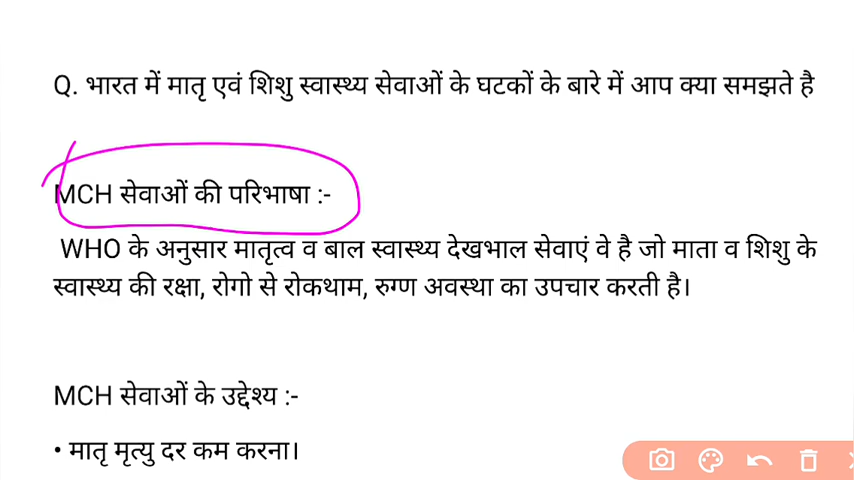 Q. भारत में मातृ एवं शिशु स्वास्थ्य सेवाओं के घटकों के बारे में आप क्या समझते है
MCH सेवाओं की परिभाषा :-
WHO के अनुसार मातृत्व व बाल स्वास्थ्य देखभाल सेवाएं वे है जो माता व शिशु के
स्वास्थ्य की रक्षा, रोगो से रोकथाम, रुग्ण अवस्था का उपचार करती है।
MCH सेवाओं के उद्देश्य :-
• मातृ मृत्यु दर कम करना।